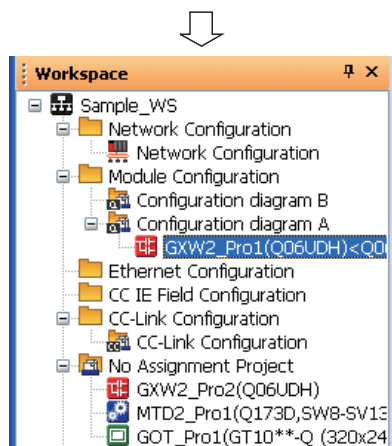 Workspace
Sample_WS
Network Configuration
Network Configuration
Module Configuration
Configuration diagram B
Configuration diagram A
GXW2_Pro1(Q06UDH)<Q0
Ethernet Configuration
CC IE Field Configuration
CC-Link Configuration
CC-Link Configuration
No Assignment Project
GXW2_Pro2(Q06UDH)
MTD2_Pro1(Q173D,SW8-SV13
GOT_Pro1(GT10**-Q (320x24